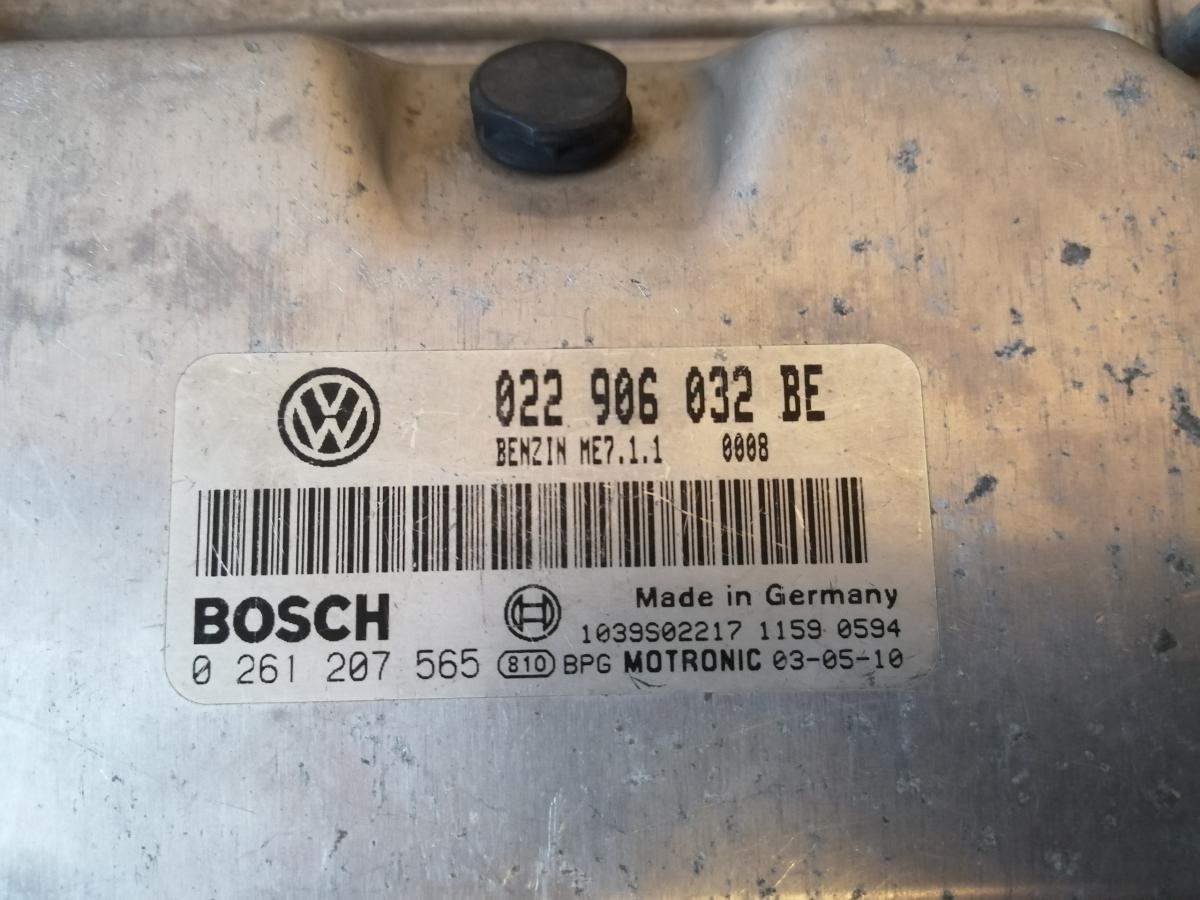 022 906 032 BE
BENZIN ME7.1.1 0008
BOSCH
Made in Germany
1039S02217 1159 0594
0 261 207 565 810 BPG MOTRONIC 03-05-10